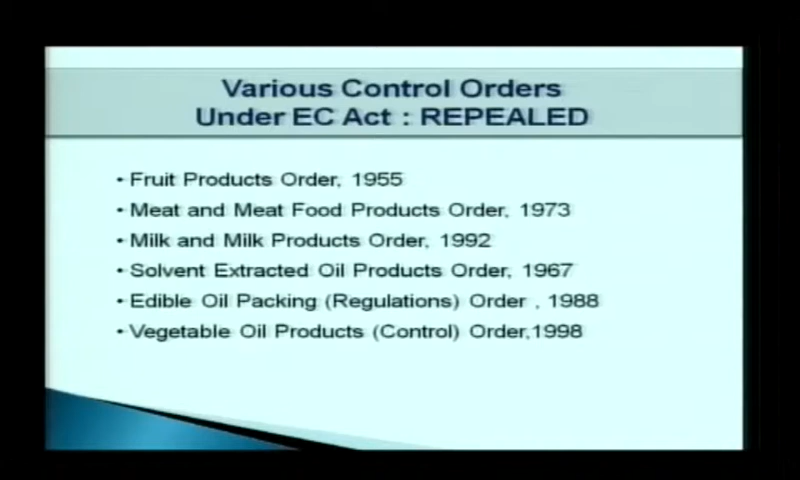 Various Control Orders
Under EC Act : REPEALED
• Fruit Products Order, 1955
• Meat and Meat Food Products Order, 1973
• Milk and Milk Products Order, 1992
• Solvent Extracted Oil Products Order, 1967
• Edible Oil Packing (Regulations) Order , 1988
• Vegetable Oil Products (Control) Order,1998